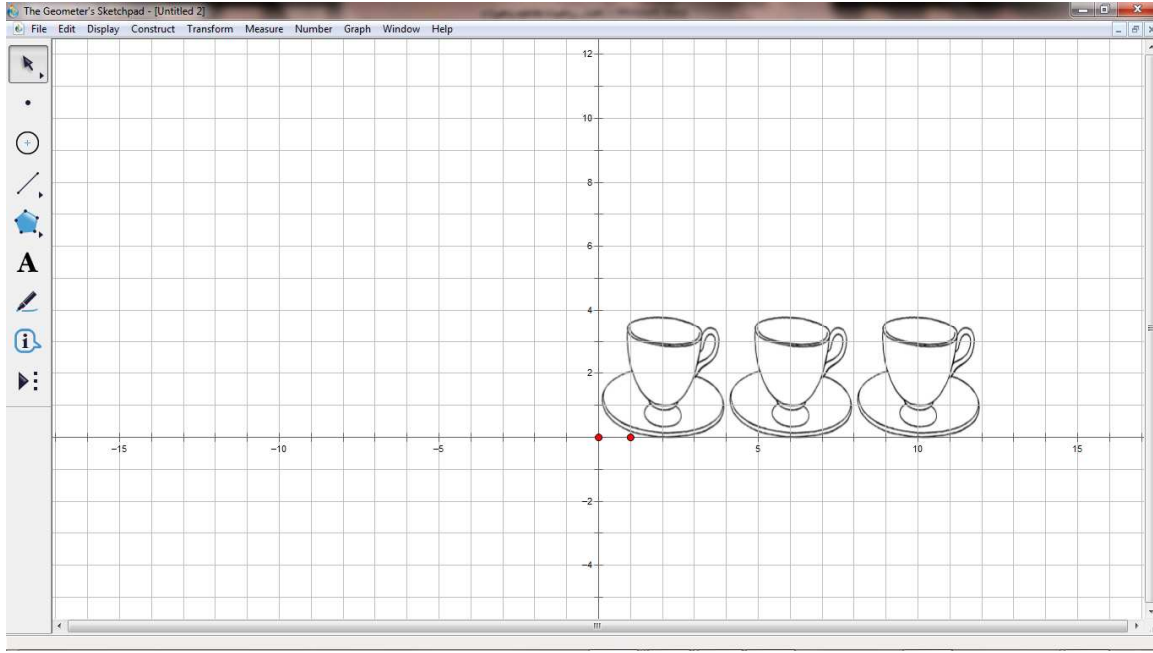 The Geometer's Sketchpad - [Untitled 2]
File Edit Display Construct Transform Measure Number Graph Window Help
12
10
8
6
4
2
−15 −10 −5 5 10 15
−2
−4
A
i